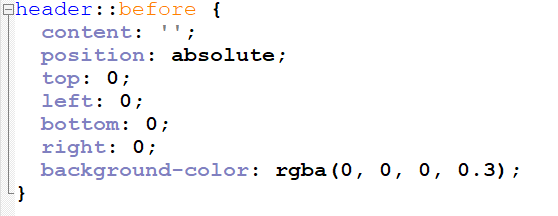 header::before {
  content: '';
  position: absolute;
  top: 0;
  left: 0;
  bottom: 0;
  right: 0;
  background-color: rgba(0, 0, 0, 0.3);
}